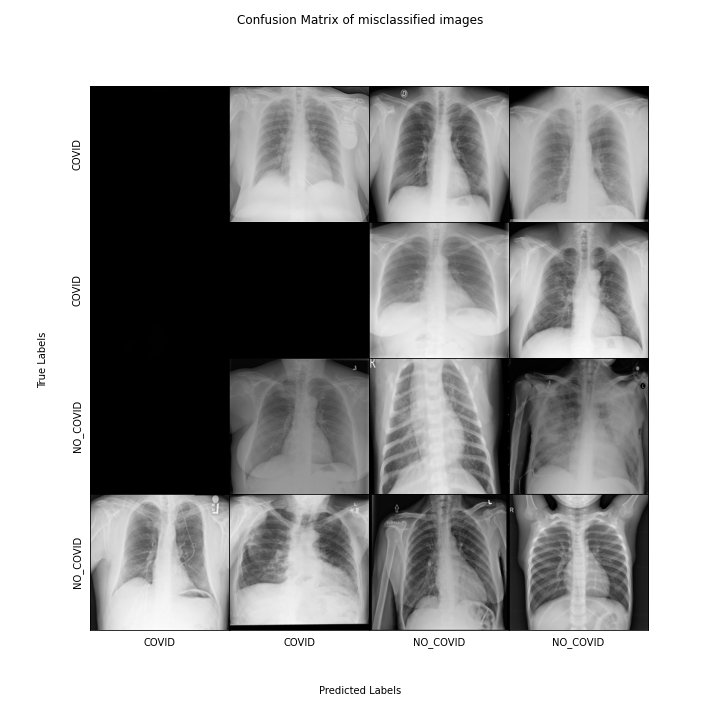 Confusion Matrix of misclassified images
COVID
COVID
NO_COVID
NO_COVID
True Labels
R
L
R
COVID
COVID
NO_COVID
NO_COVID
Predicted Labels